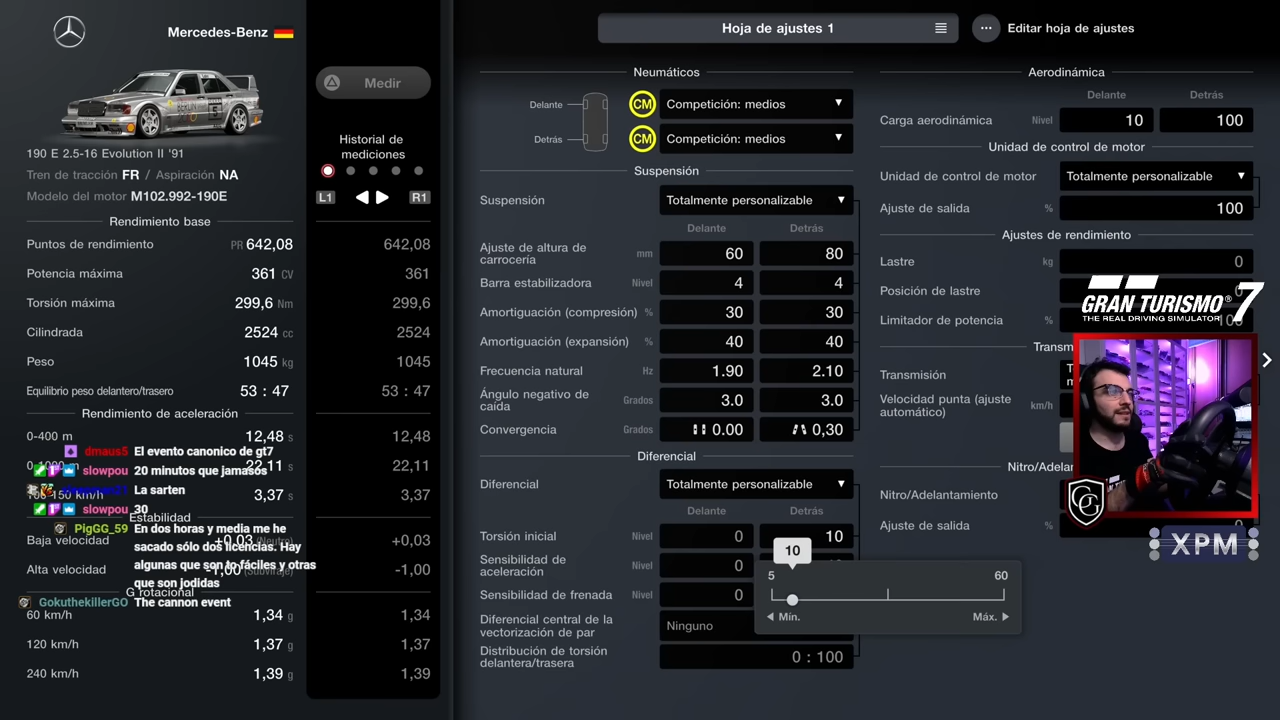 Mercedes-Benz
190 E 2.5-16 Evolution II '91
Tren de tracción FR / Aspiración NA
Modelo del motor M102.992-190E
Rendimiento base
Puntos de rendimiento PR 642,08
Potencia máxima 361 CV
Torsión máxima 299,6 Nm
Cilindrada 2524 cc
Peso 1045 kg
Equilibrio peso delantero/trasero 53 : 47
Rendimiento de aceleración
0-400 m 12,48 s
22,11 s
3,37 s
Estabilidad
Baja velocidad +0,03
Alta velocidad -1,00
G rotacional
60 km/h 1,34 g
120 km/h 1,37 g
240 km/h 1,39 g
dmaus5 El evento canonico de gt7
slowpou 20 minutos que jamasos
La sarten
slowpou 30
PigGG_59 En dos horas y media me he
sacado sólo dos licencias. Hay
algunas que son to fáciles y otras
que son jodidas
GokuthekillerGO The cannon event
Medir
Historial de
mediciones
L1 R1
642,08
361
299,6
2524
1045
53 : 47
12,48
22,11
3,37
+0,03
-1,00
1,34
1,37
1,39
Hoja de ajustes 1
Editar hoja de ajustes
Neumáticos
Delante CM Competición: medios
Detrás CM Competición: medios
Suspensión
Suspensión Totalmente personalizable
Delante Detrás
Ajuste de altura de
carrocería mm 60 80
Barra estabilizadora Nivel 4 4
Amortiguación (compresión) % 30 30
Amortiguación (expansión) % 40 40
Frecuencia natural Hz 1.90 2.10
Ángulo negativo de
caída Grados 3.0 3.0
Convergencia Grados 0.00 0,30
Diferencial
Diferencial Totalmente personalizable
Delante Detrás
Torsión inicial Nivel 0 10
Sensibilidad de
aceleración Nivel 0
Sensibilidad de frenada Nivel 0
Diferencial central de la
vectorización de par Ninguno
Distribución de torsión
delantera/trasera 0 : 100
10
5 60
Mín. Máx.
Aerodinámica
Delante Detrás
Carga aerodinámica Nivel 10 100
Unidad de control de motor
Unidad de control de motor Totalmente personalizable
Ajuste de salida % 100
Ajustes de rendimiento
Lastre kg 0
Posición de lastre
Limitador de potencia %
Transmisión
Velocidad punta (ajuste
automático) km/h
Nitro/Adelantamiento
Ajuste de salida %
GRAN TURISMO 7
THE REAL DRIVING SIMULATOR
XPM